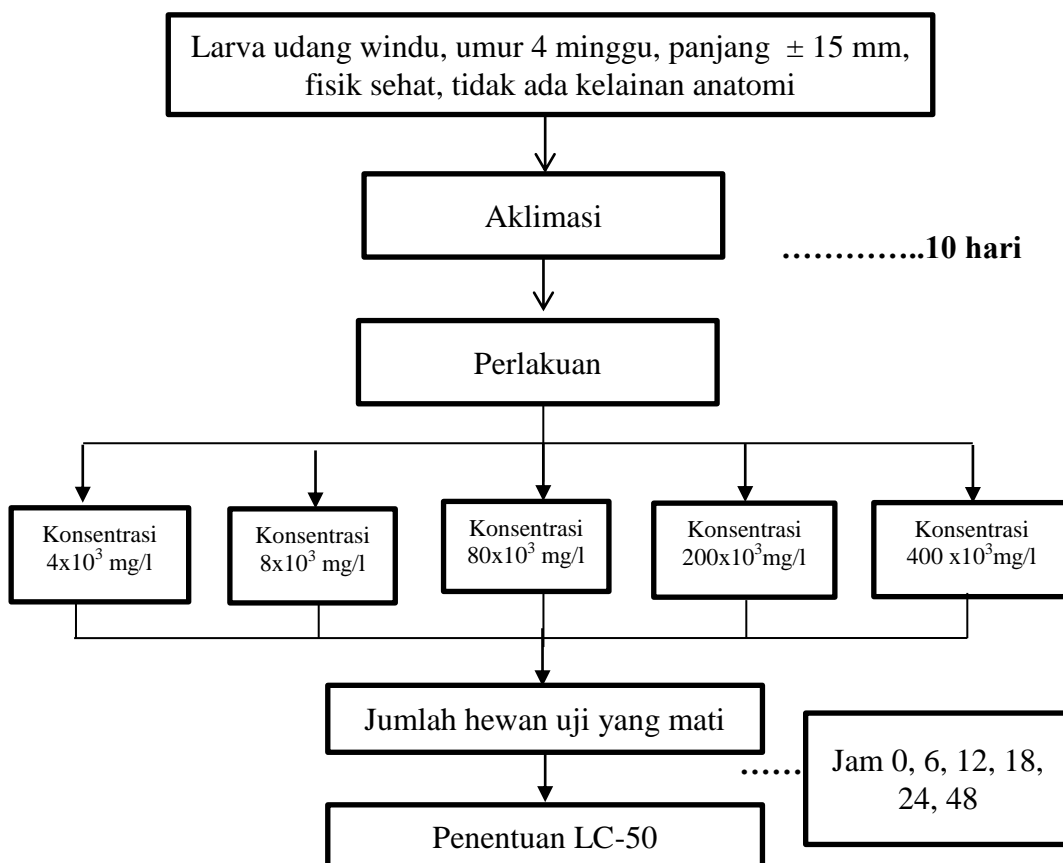 Larva udang windu, umur 4 minggu, panjang ± 15 mm,
fisik sehat, tidak ada kelainan anatomi
Aklimasi
…………..10 hari
Perlakuan
Konsentrasi
4x10³ mg/l
Konsentrasi
8x10³ mg/l
Konsentrasi
80x10³ mg/l
Konsentrasi
200x10³mg/l
Konsentrasi
400 x10³mg/l
Jumlah hewan uji yang mati
……
Jam 0, 6, 12, 18,
24, 48
Penentuan LC-50